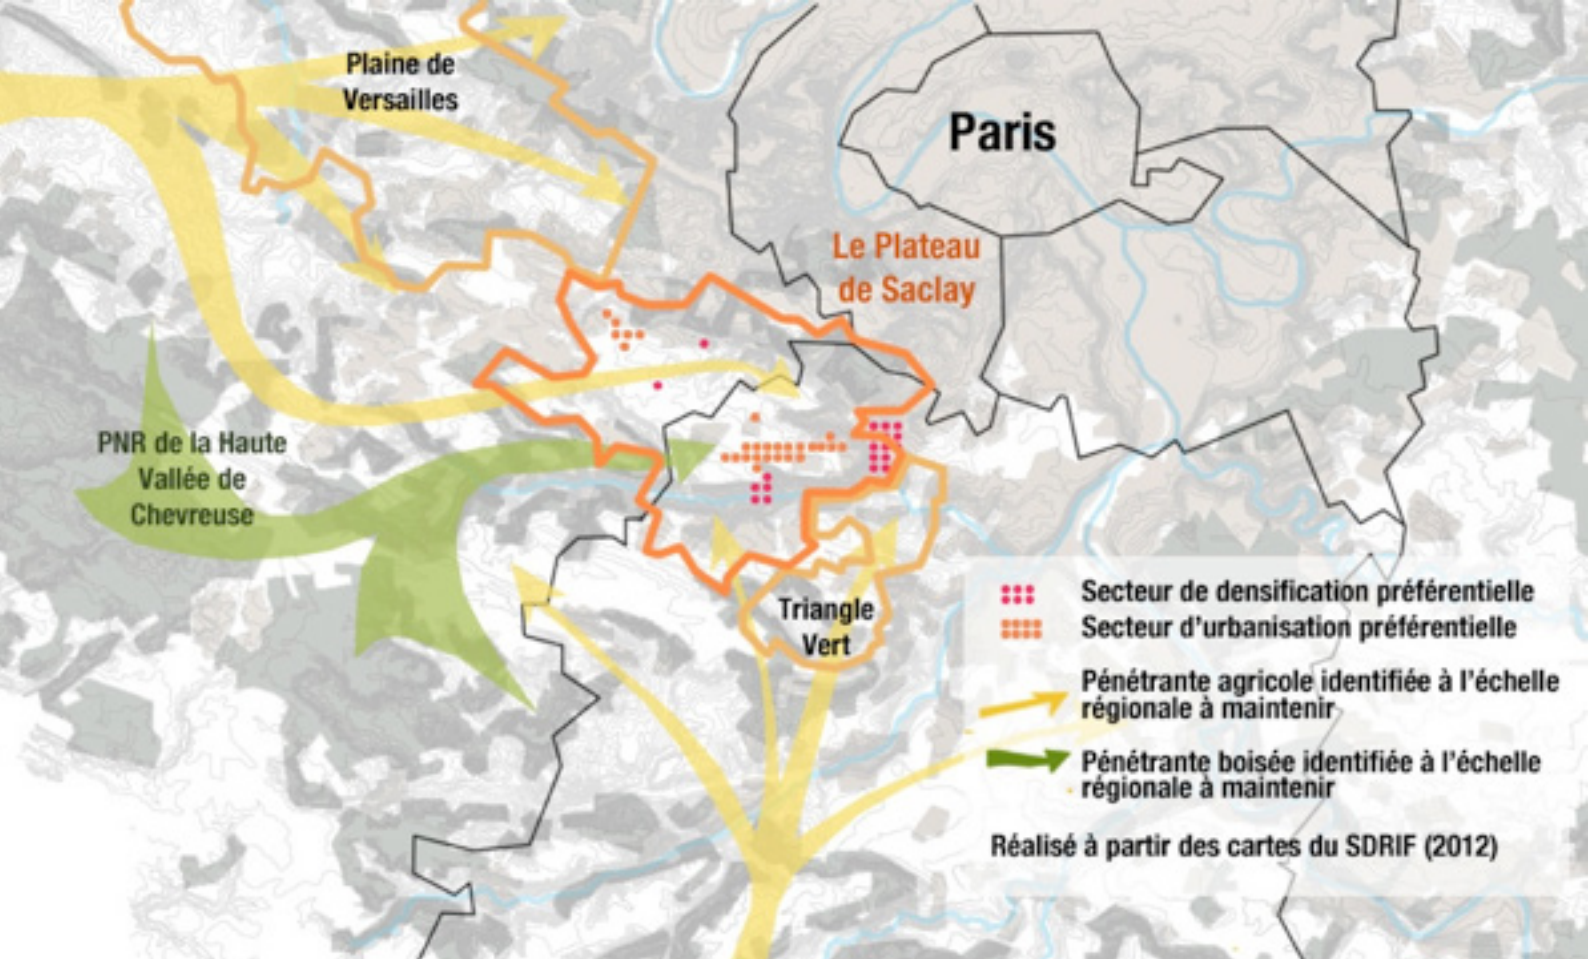 Plaine de
Versailles
Paris
Le Plateau
de Saclay
PNR de la Haute
Vallée de
Chevreuse
Triangle
Vert
Secteur de densification préférentielle
Secteur d'urbanisation préférentielle
Pénétrante agricole identifiée à l'échelle
régionale à maintenir
Pénétrante boisée identifiée à l'échelle
régionale à maintenir
Réalisé à partir des cartes du SDRIF (2012)